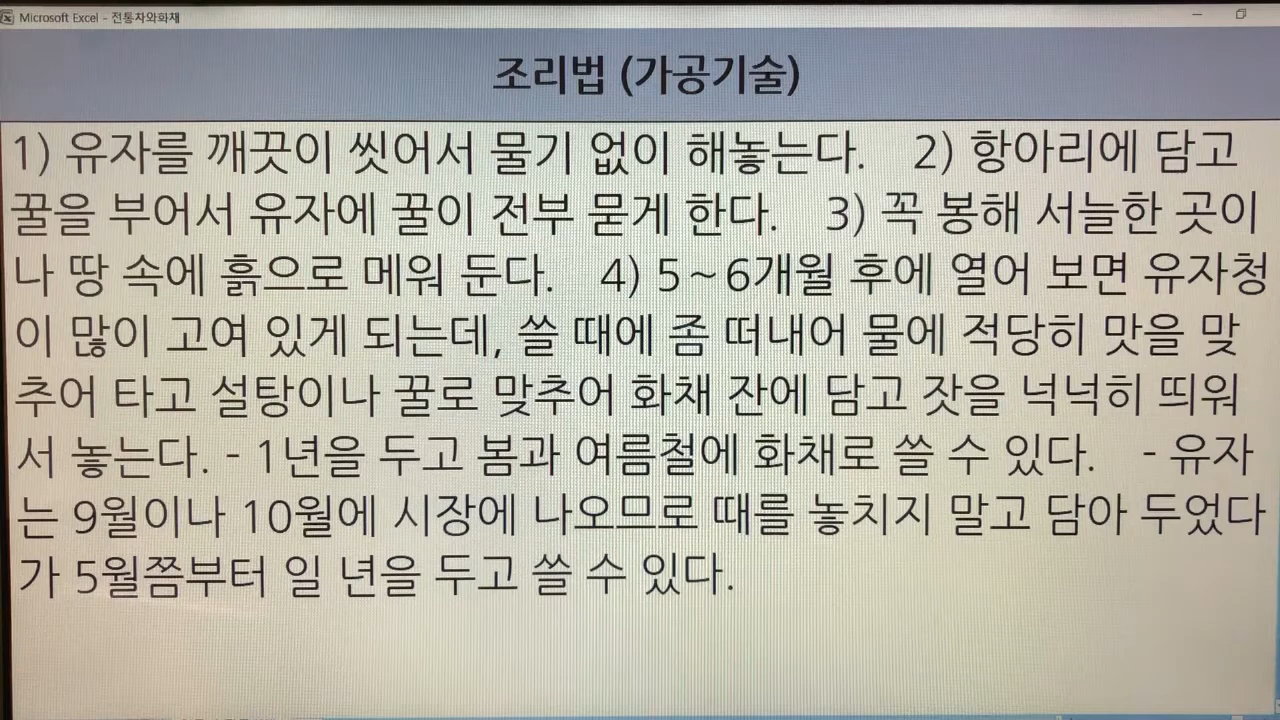 Microsoft Excel - 전통차와화채
조리법 (가공기술)
1) 유자를 깨끗이 씻어서 물기 없이 해놓는다. 2) 항아리에 담고
꿀을 부어서 유자에 꿀이 전부 묻게 한다. 3) 꼭 봉해 서늘한 곳이
나 땅 속에 흙으로 메워 둔다. 4) 5～6개월 후에 열어 보면 유자청
이 많이 고여 있게 되는데, 쓸 때에 좀 떠내어 물에 적당히 맛을 맞
추어 타고 설탕이나 꿀로 맞추어 화채 잔에 담고 잣을 넉넉히 띄워
서 놓는다. - 1년을 두고 봄과 여름철에 화채로 쓸 수 있다. - 유자
는 9월이나 10월에 시장에 나오므로 때를 놓치지 말고 담아 두었다
가 5월쯤부터 일 년을 두고 쓸 수 있다.